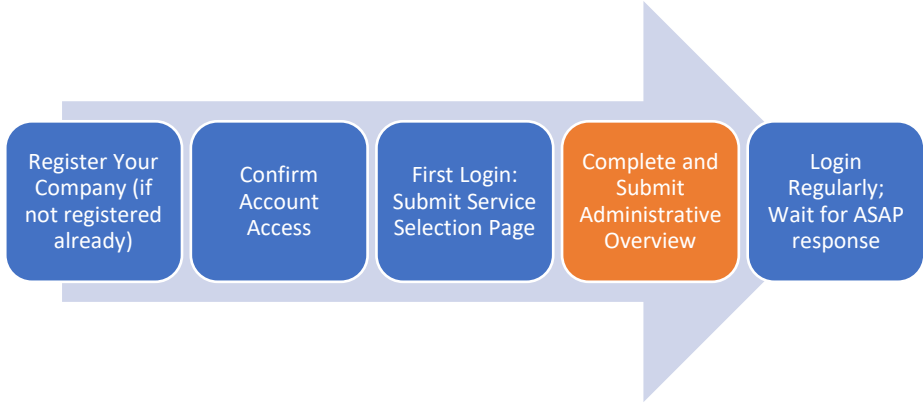 Register Your
Company (if
not registered
already)
Confirm
Account
Access
First Login:
Submit Service
Selection Page
Complete and
Submit
Administrative
Overview
Login
Regularly;
Wait for ASAP
response